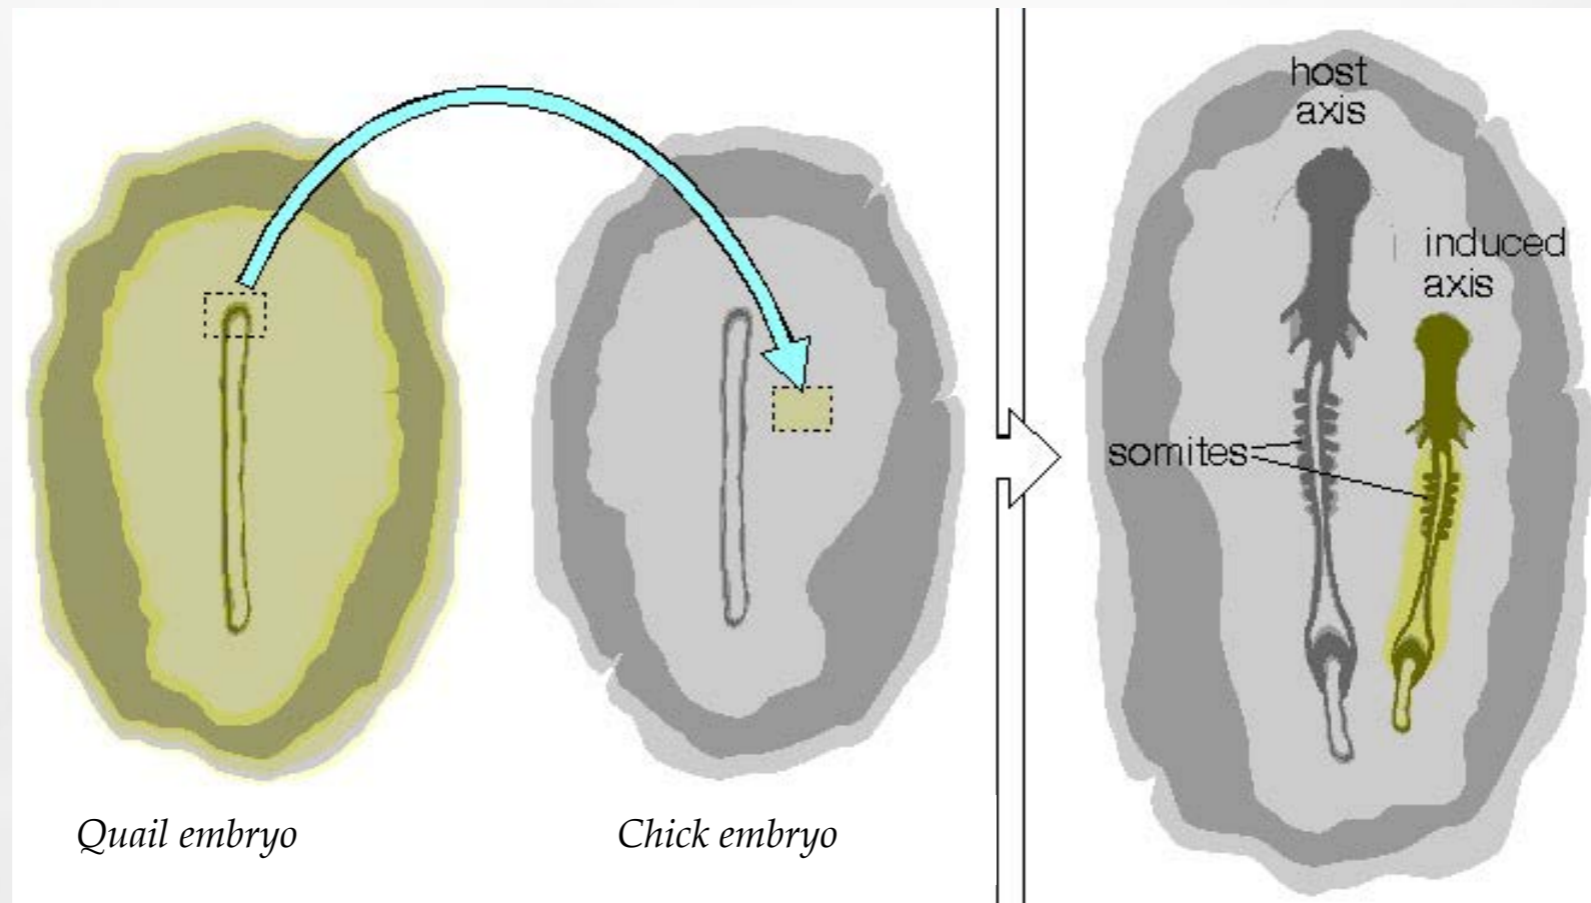 host
axis
induced
axis
somites
Quail embryo
Chick embryo